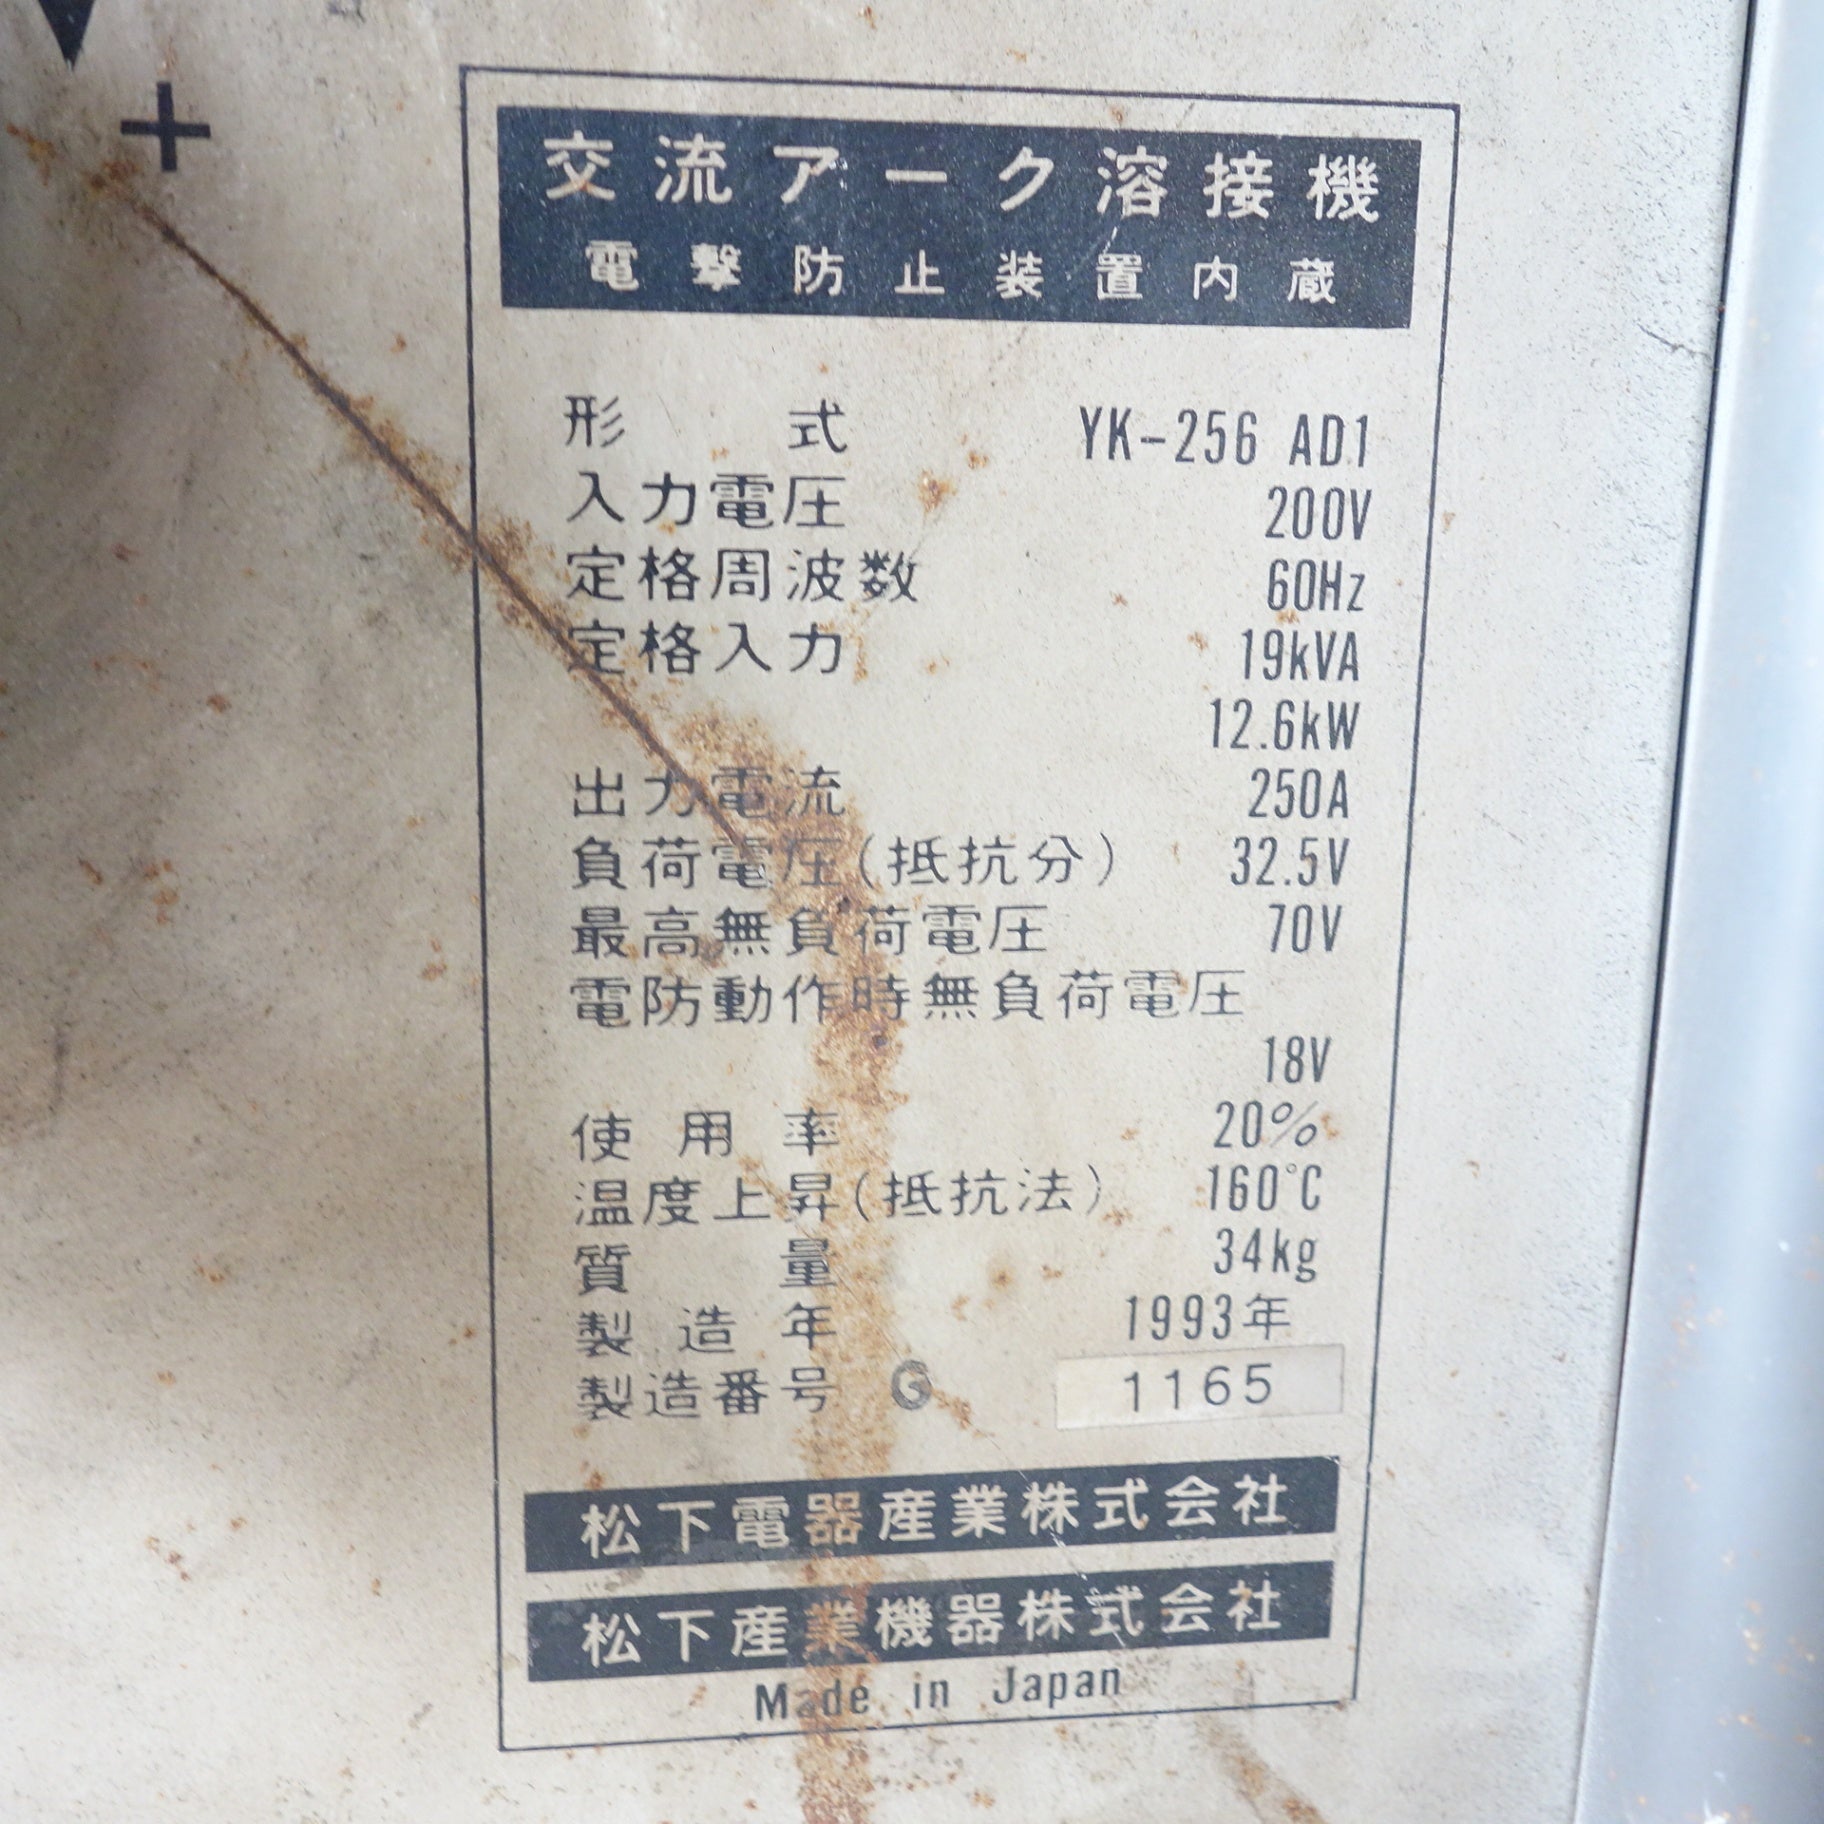 +
交流アーク溶接機
電撃防止装置内蔵
形式 YK-256 AD1
入力電圧 200V
定格周波数 60Hz
定格入力 19kVA
12.6kW
出力電流 250A
負荷電圧(抵抗分) 32.5V
最高無負荷電圧 70V
電防動作時無負荷電圧
18V
使用率 20%
温度上昇(抵抗法) 160℃
質量 34kg
製造年 1993年
製造番号 G 1165
松下電器産業株式会社
松下産業機器株式会社
Made in Japan